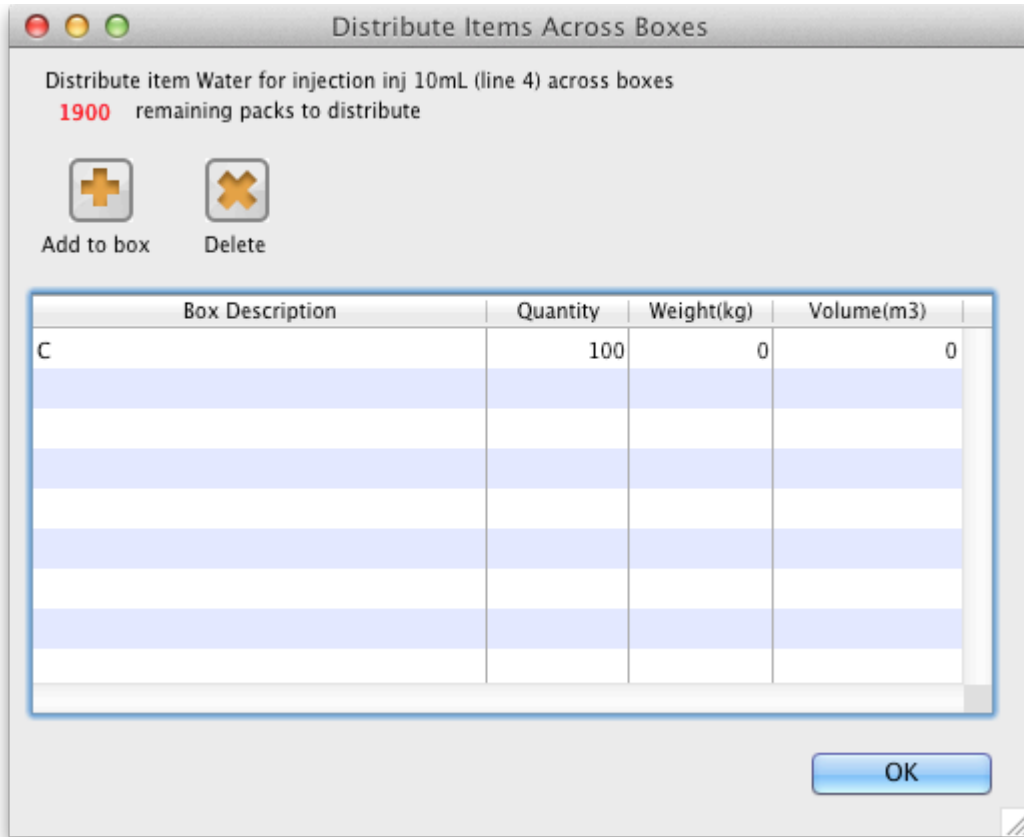 Distribute Items Across Boxes
Distribute item Water for injection inj 10mL (line 4) across boxes
1900 remaining packs to distribute
Add to box Delete
Box Description Quantity Weight(kg) Volume(m3)
C 100 0 0
OK